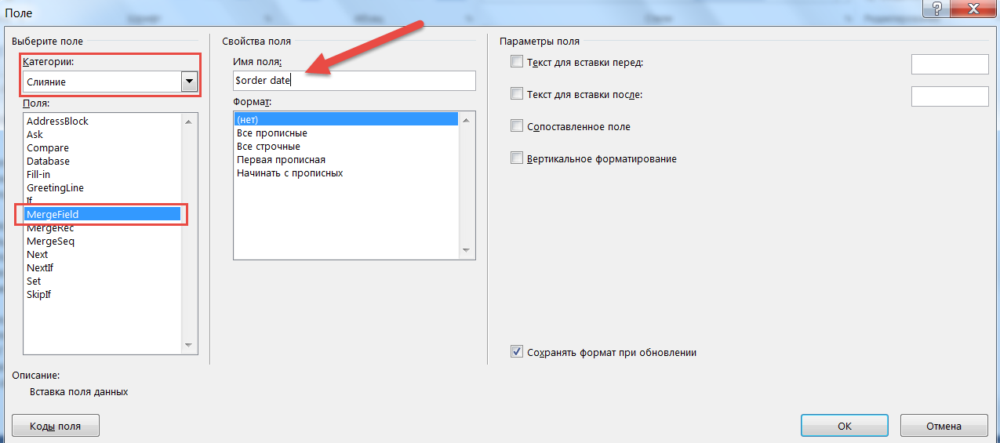 Поле
Выберите поле
Категории:
Слияние
Поля:
AddressBlock
Ask
Compare
Database
Fill-in
GreetingLine
If
MergeField
MergeRec
MergeSeq
Next
NextIf
Set
SkipIf
Свойства поля
Имя поля:
$order date
Формат:
(нет)
Все прописные
Все строчные
Первая прописная
Начинать с прописных
Параметры поля
Текст для вставки перед:
Текст для вставки после:
Сопоставленное поле
Вертикальное форматирование
Сохранять формат при обновлении
Описание:
Вставка поля данных
Коды поля
ОК
Отмена